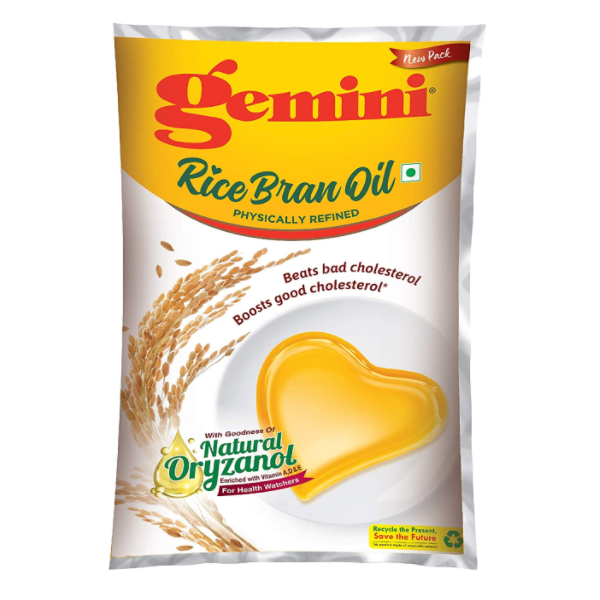 New Pack
gemini®
Rice Bran Oil
PHYSICALLY REFINED
Beats bad cholesterol
Boosts good cholesterol*
With Goodness Of
Natural
Oryzanol
Enriched with Vitamin A,D&E
For Health Watchers
Recycle the Present,
Save the Future